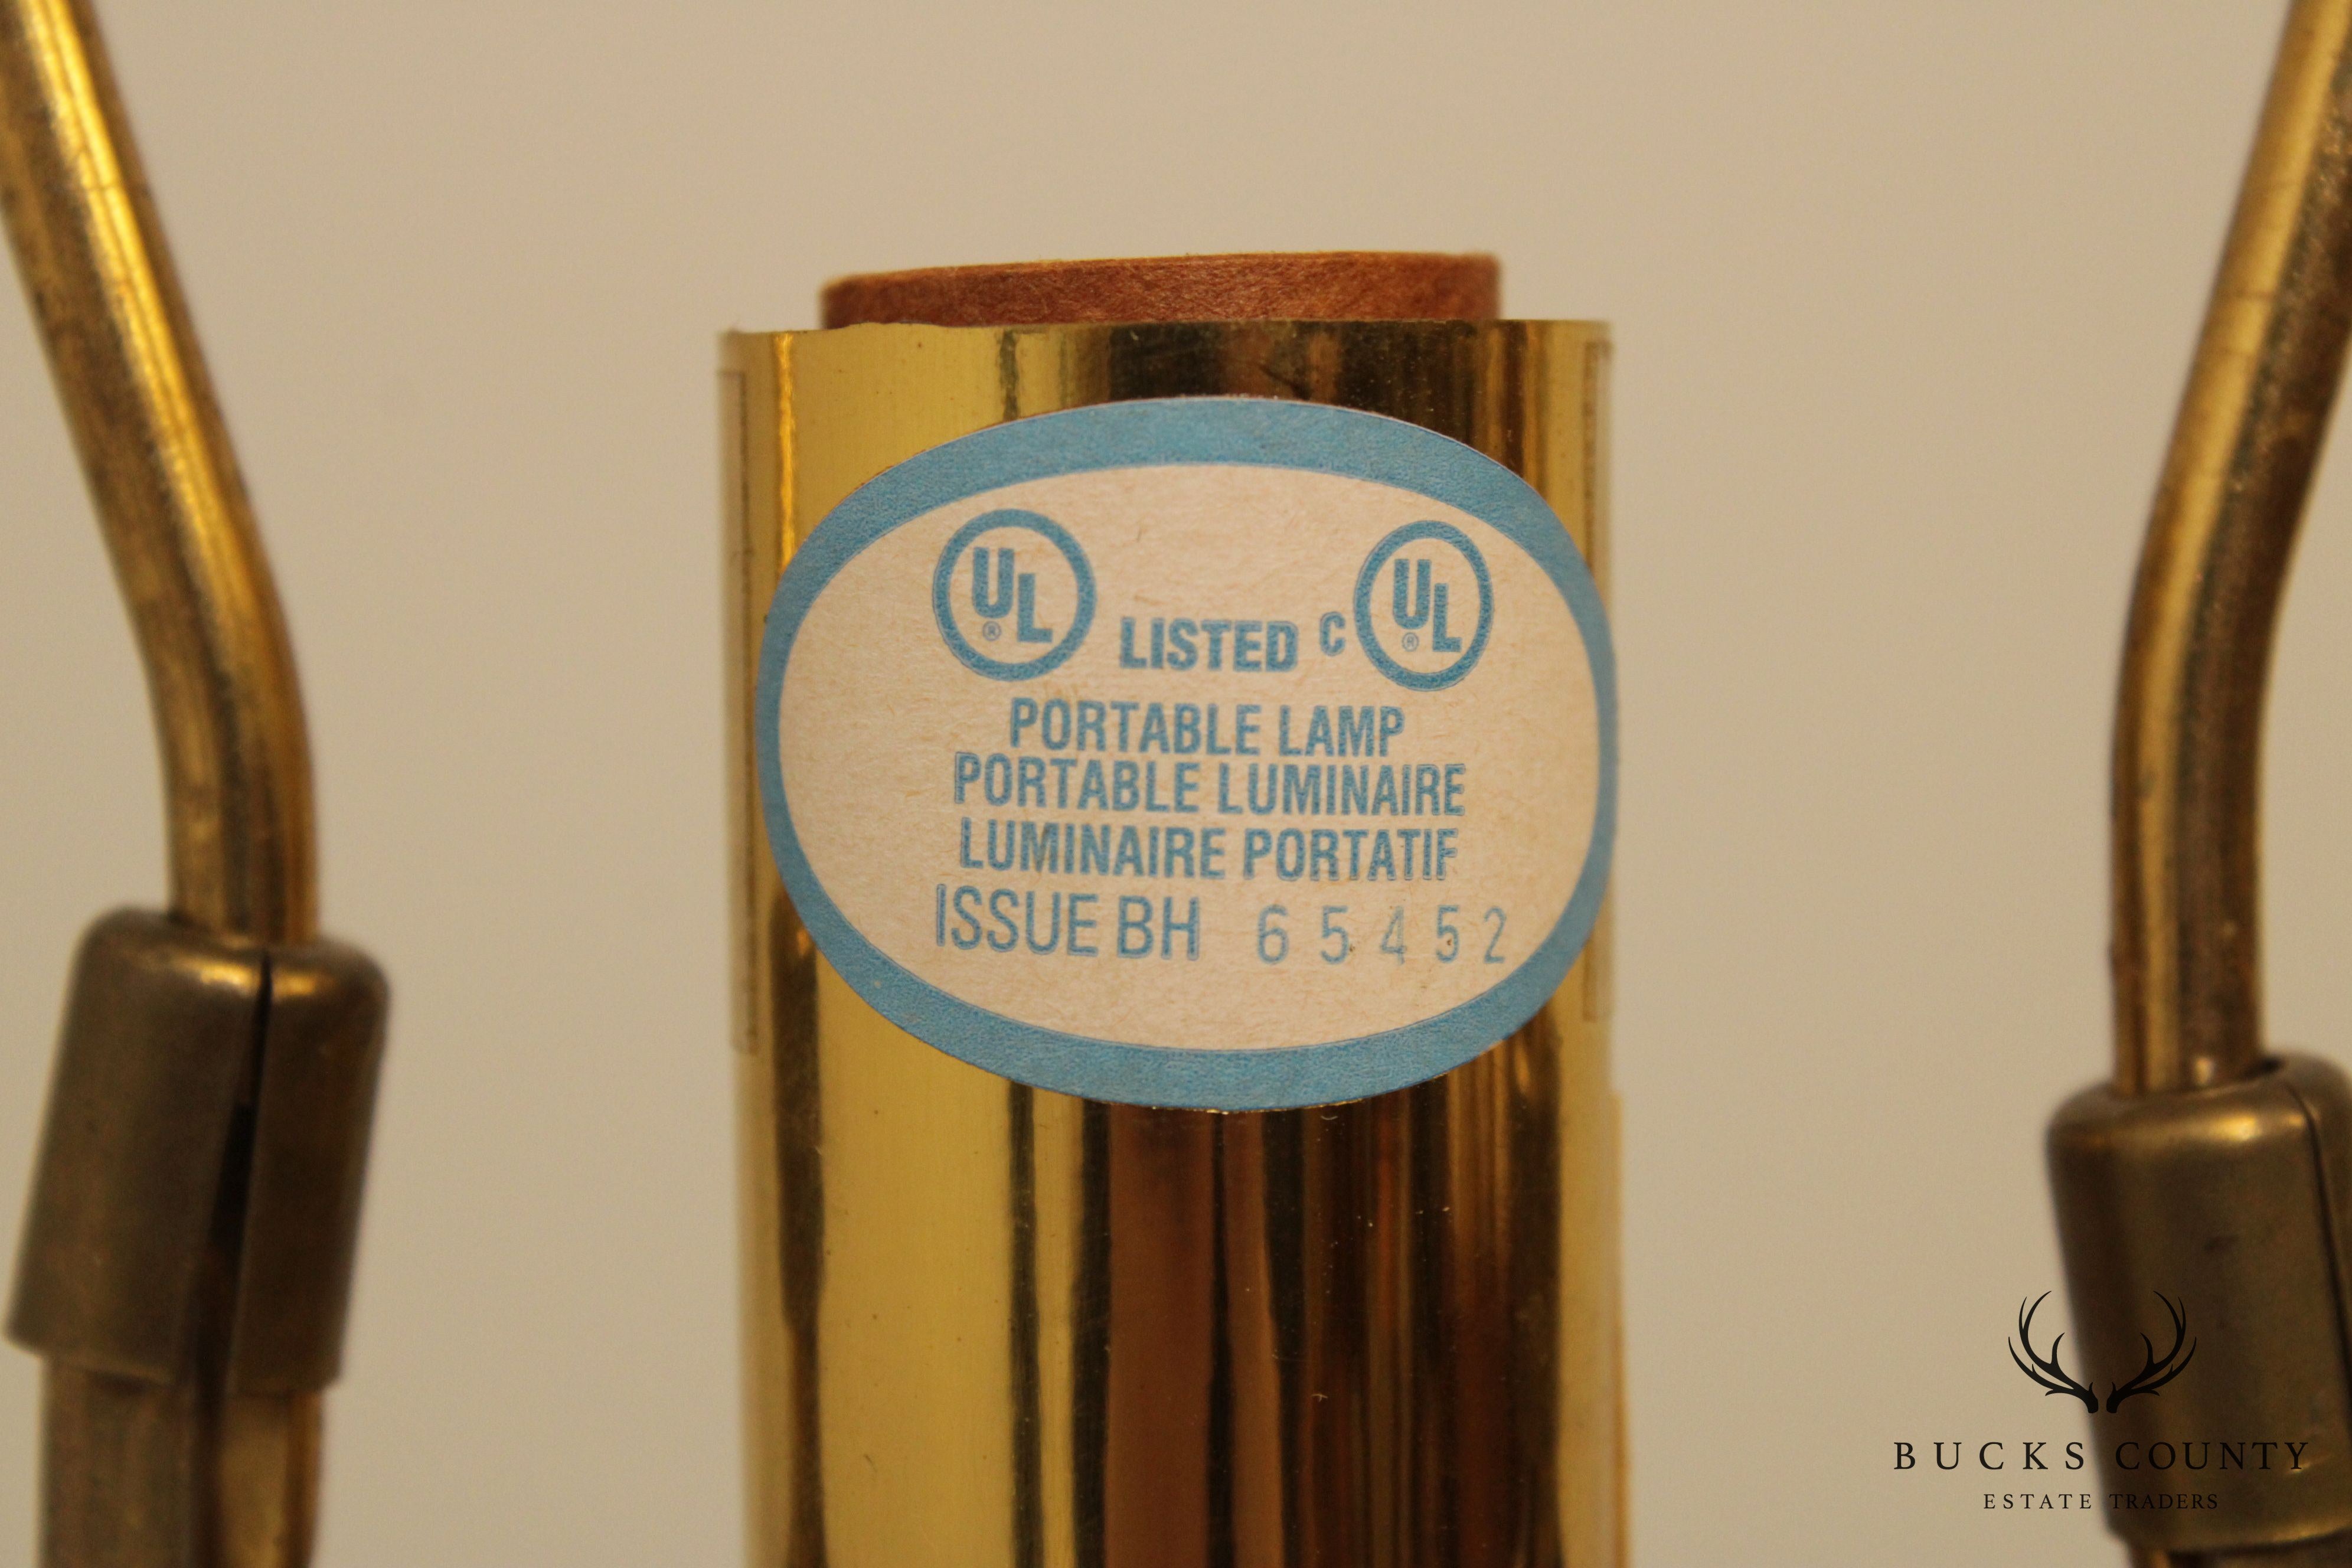 UL® LISTED C UL®
PORTABLE LAMP
PORTABLE LUMINAIRE
LUMINAIRE PORTATIF
ISSUE BH 65452
BUCKS COUNTY
ESTATE TRADERS